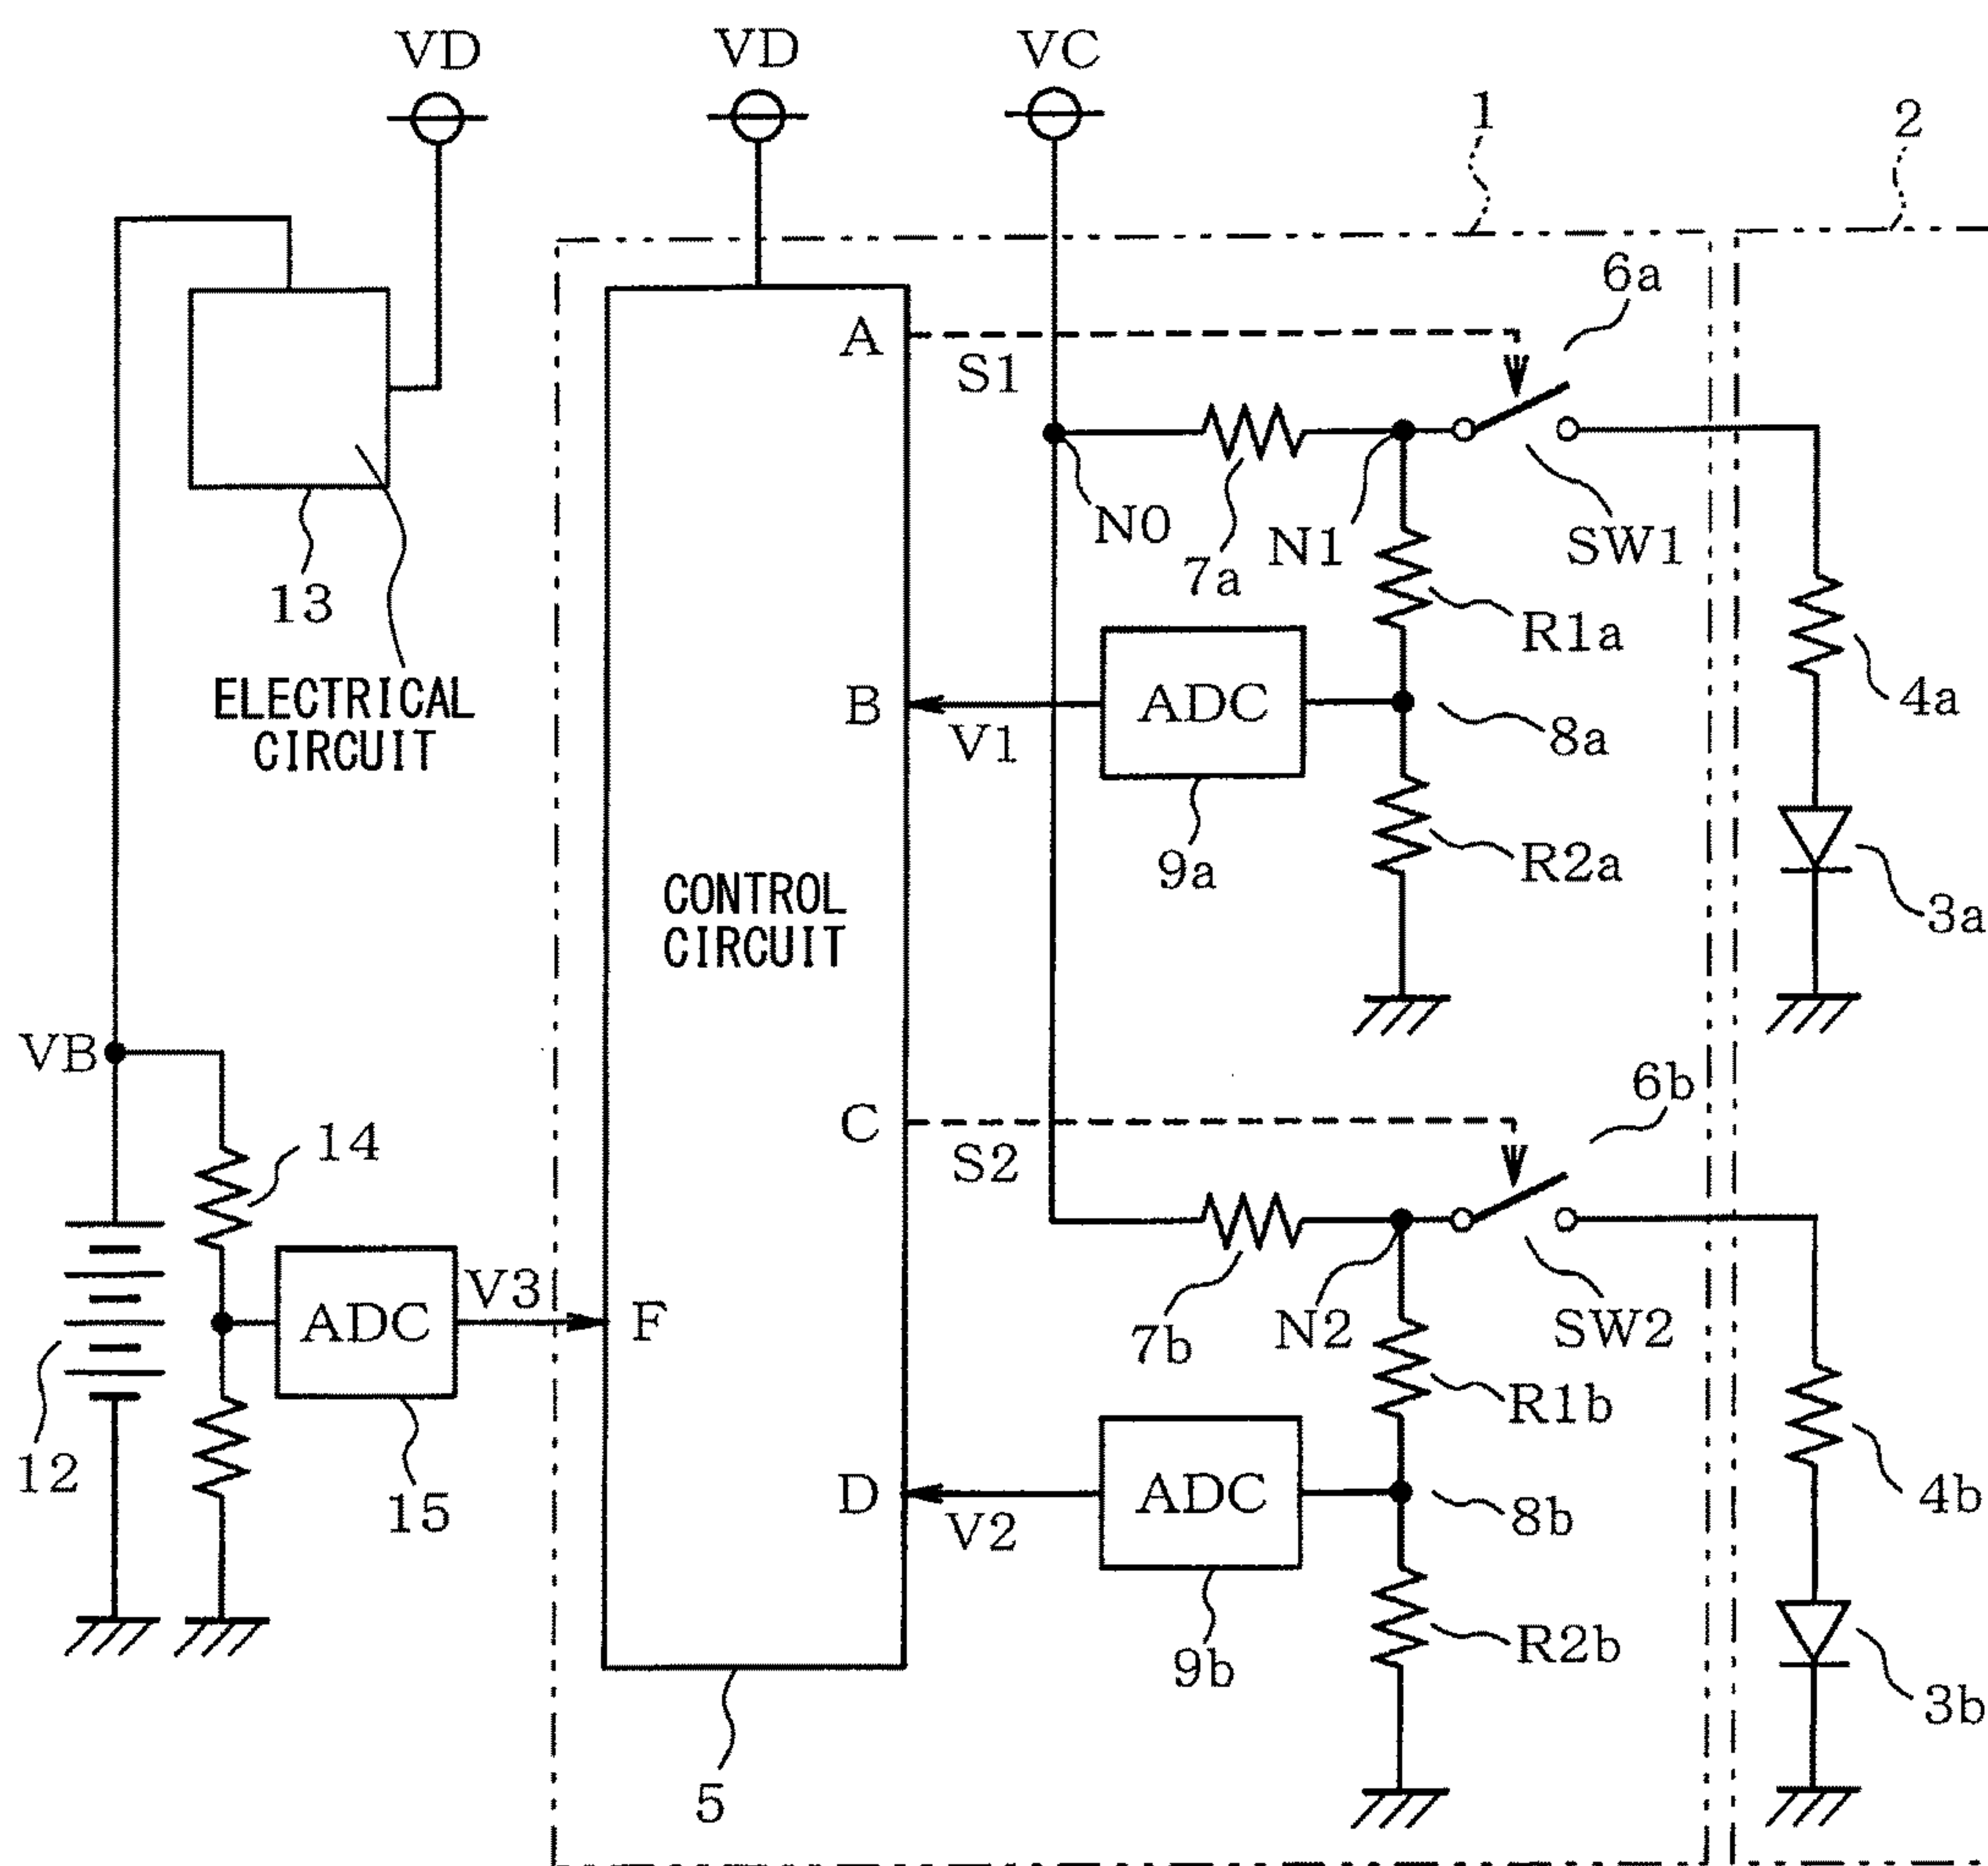 VD
VD
VC
1
2
6a
A
S1
N0
7a
N1
SW1
13
R1a
ELECTRICAL
CIRCUIT
B
V1
ADC
8a
4a
9a
R2a
3a
CONTROL
CIRCUIT
VB
6b
C
S2
14
7b
N2
SW2
V3
ADC
F
R1b
12
15
D
V2
ADC
8b
4b
9b
R2b
3b
5